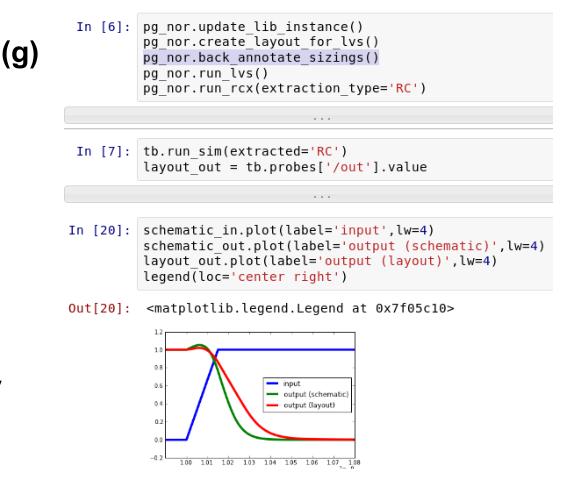 (g)
In [6]: pg_nor.update_lib_instance()
pg_nor.create_layout_for_lvs()
pg_nor.back_annotate_sizings()
pg_nor.run_lvs()
pg_nor.run_rcx(extraction_type='RC')
...
In [7]: tb.run_sim(extracted='RC')
layout_out = tb.probes['/out'].value
...
In [20]: schematic_in.plot(label='input',lw=4)
schematic_out.plot(label='output (schematic)',lw=4)
layout_out.plot(label='output (layout)',lw=4)
legend(loc='center right')
Out[20]: <matplotlib.legend.Legend at 0x7f05c10>
1.2
1.0
0.8
0.6
0.4
0.2
0.0
−0.2
input
output (schematic)
output (layout)
1.00 1.01 1.02 1.03 1.04 1.05 1.06 1.07 1.08